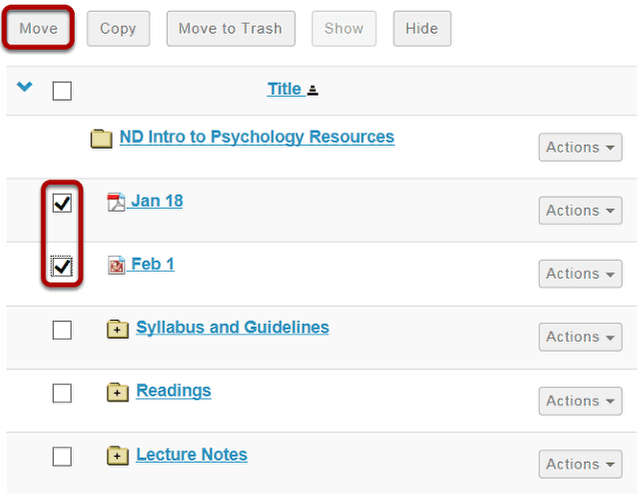 Move Copy Move to Trash Show Hide
Title
ND Intro to Psychology Resources Actions
Jan 18 Actions
Feb 1 Actions
Syllabus and Guidelines Actions
Readings Actions
Lecture Notes Actions